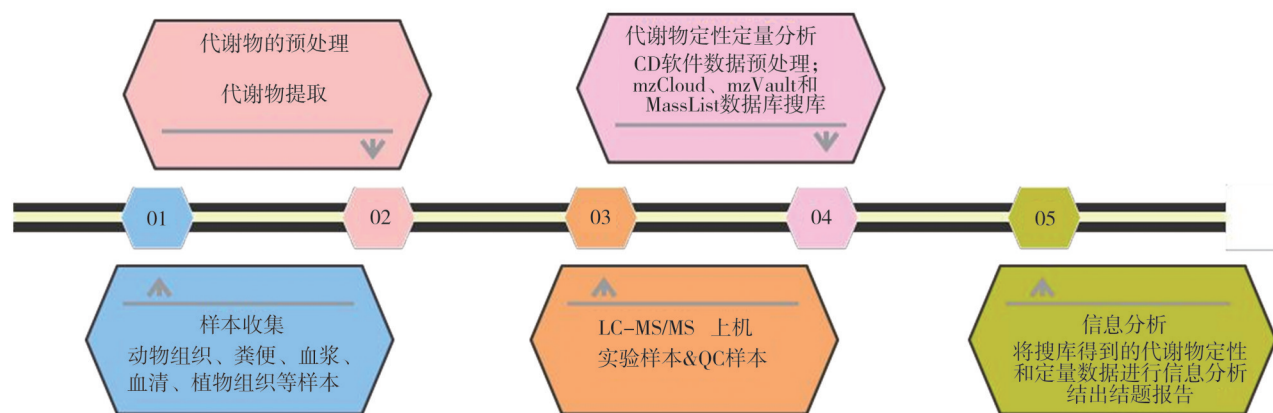 代谢物的预处理
代谢物提取
代谢物定性定量分析
CD软件数据预处理；
mzCloud、mzVault和
MassList数据库搜库
01
02
03
04
05
样本收集
动物组织、粪便、血浆、
血清、植物组织等样本
LC-MS/MS 上机
实验样本&QC样本
信息分析
将搜库得到的代谢物定性
和定量数据进行信息分析
结出结题报告